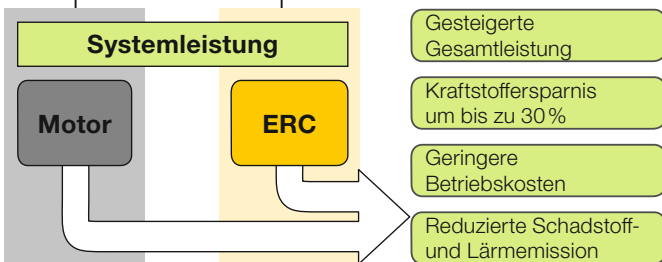 Systemleistung
Motor
ERC
Gesteigerte
Gesamtleistung
Kraftstoffersparnis
um bis zu 30 %
Geringere
Betriebskosten
Reduzierte Schadstoff-
und Lärmemission